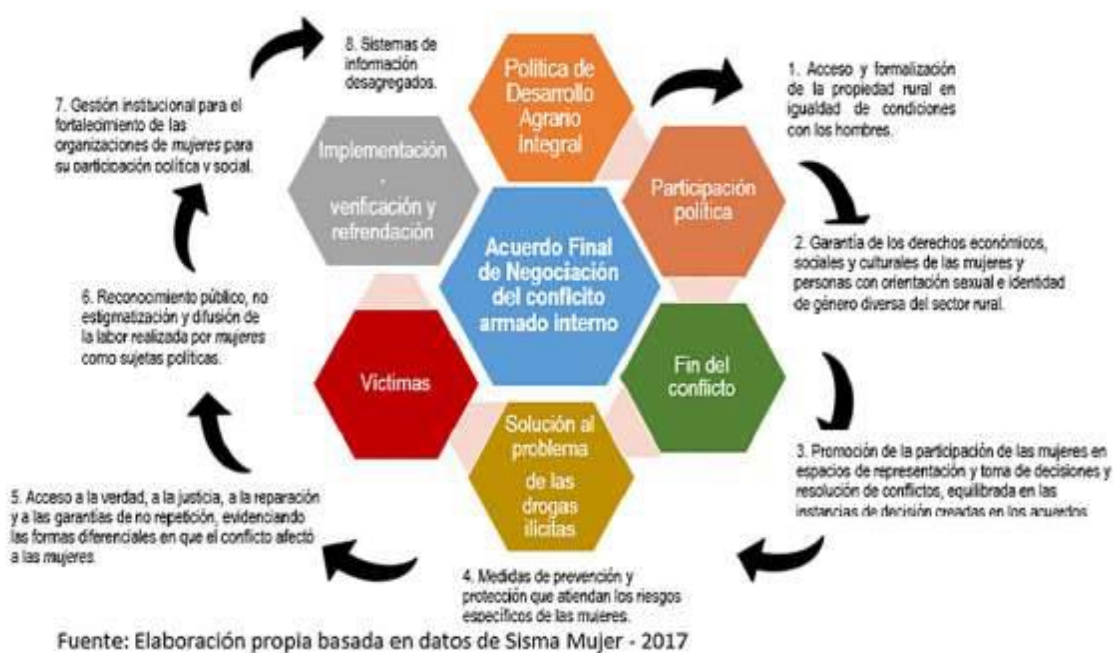 8. Sistemas de
información
desagregados.
Política de
Desarrollo
Agrario
Integral
1. Acceso y formalización
de la propiedad rural en
igualdad de condiciones
con los hombres.
7. Gestión institucional para el
fortalecimiento de las
organizaciones de mujeres para
su participación política y social.
Implementación
-
verificación y
refrendación
Participación
política
Acuerdo Final
de Negociación
del conflicito
armado interno
2. Garantía de los derechos económicos,
sociales y culturales de las mujeres y
personas con orientación sexual e identidad
de género diversa del sector rural.
6. Reconocimiento público, no
estigmatización y difusión de
la labor realizada por mujeres
como sujetas políticas.
Víctimas
Fin del
conflicto
Solución al
problema
de las
drogas
ilícitas
3. Promoción de la participación de las mujeres en
espacios de representación y toma de decisiones y
resolución de conflictos, equilibrada en las
instancias de decisión creadas en los acuerdos
5. Acceso a la verdad, a la justicia, a la reparación
y a las garantías de no repetición, evidenciando
las formas diferenciales en que el conflicto afectó
a las mujeres.
4. Medidas de prevención y
protección que atiendan los riesgos
específicos de las mujeres.
Fuente: Elaboración propia basada en datos de Sisma Mujer - 2017